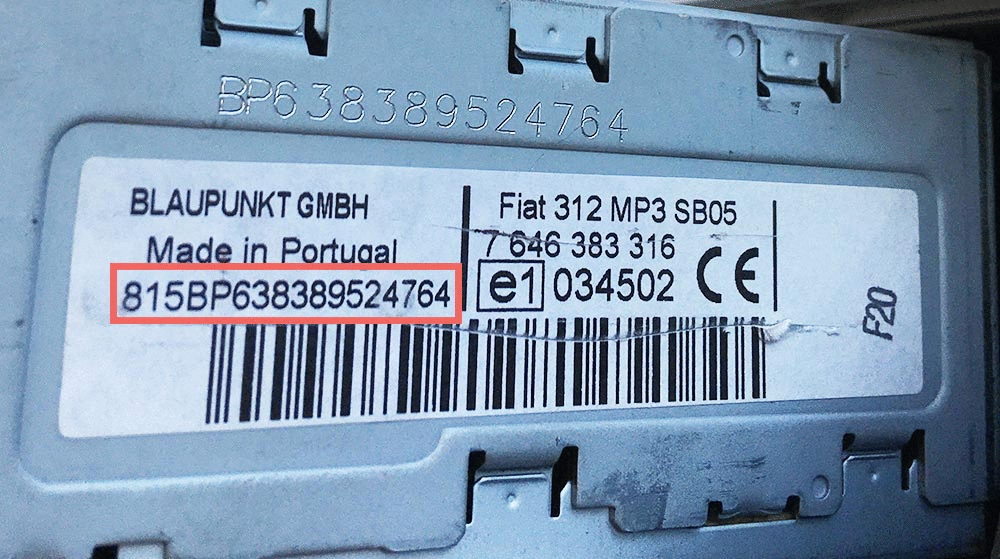 BP638389524764
BLAUPUNKT GMBH
Made in Portugal
815BP638389524764
Fiat 312 MP3 SB05
7 646 383 316
e1 034502 CE
F20